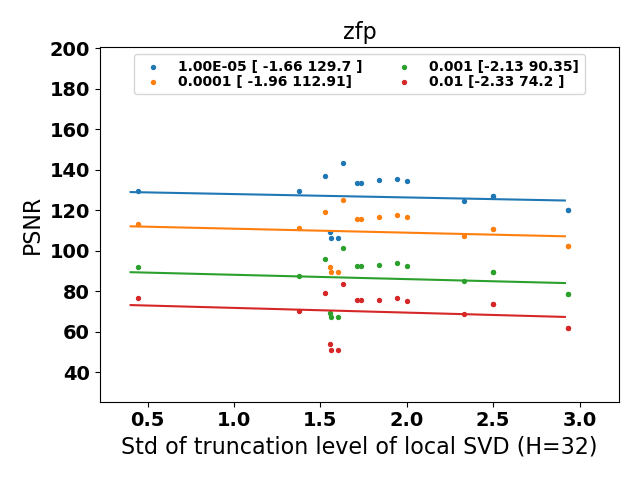 zfp
1.00E-05 [ -1.66 129.7 ]
0.0001 [ -1.96 112.91]
0.001 [-2.13 90.35]
0.01 [-2.33 74.2 ]
PSNR
200
180
160
140
120
100
80
60
40
0.5 1.0 1.5 2.0 2.5 3.0
Std of truncation level of local SVD (H=32)